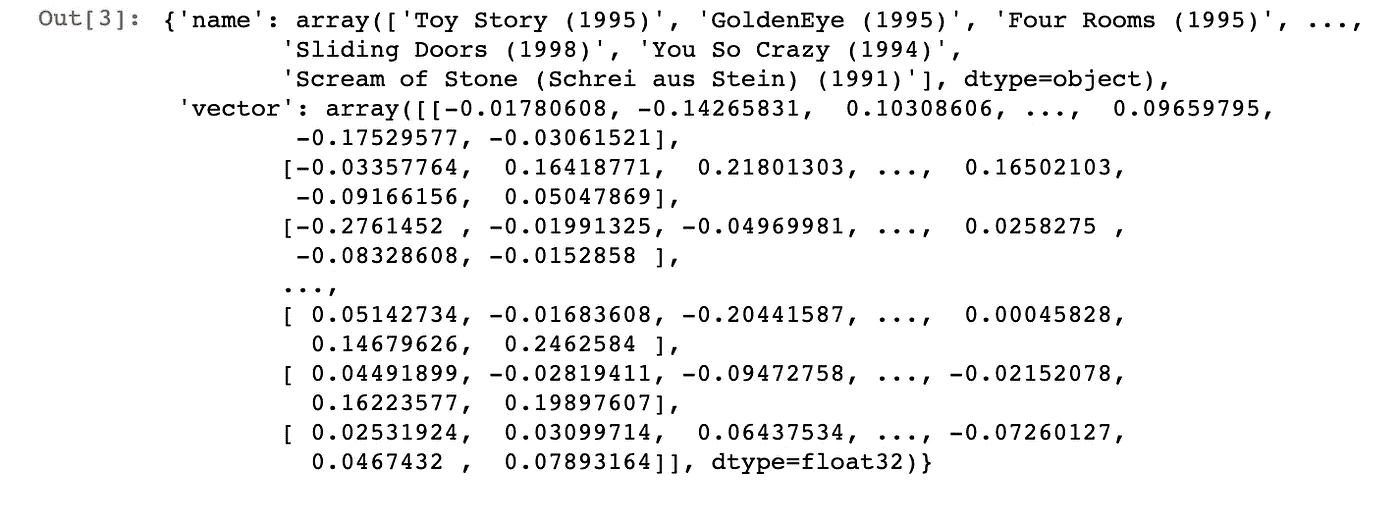 Out[3]: {'name': array(['Toy Story (1995)', 'GoldenEye (1995)', 'Four Rooms (1995)', ...,
'Sliding Doors (1998)', 'You So Crazy (1994)',
'Scream of Stone (Schrei aus Stein) (1991)'], dtype=object),
'vector': array([[-0.01780608, -0.14265831,  0.10308606, ...,  0.09659795,
-0.17529577, -0.03061521],
[-0.03357764,  0.16418771,  0.21801303, ...,  0.16502103,
-0.09166156,  0.05047869],
[-0.2761452 , -0.01991325, -0.04969981, ...,  0.0258275 ,
-0.08328608, -0.0152858 ],
...,
[ 0.05142734, -0.01683608, -0.20441587, ...,  0.00045828,
0.14679626,  0.2462584 ],
[ 0.04491899, -0.02819411, -0.09472758, ..., -0.02152078,
0.16223577,  0.19897607],
[ 0.02531924,  0.03099714,  0.06437534, ..., -0.07260127,
0.0467432 ,  0.07893164]], dtype=float32)}